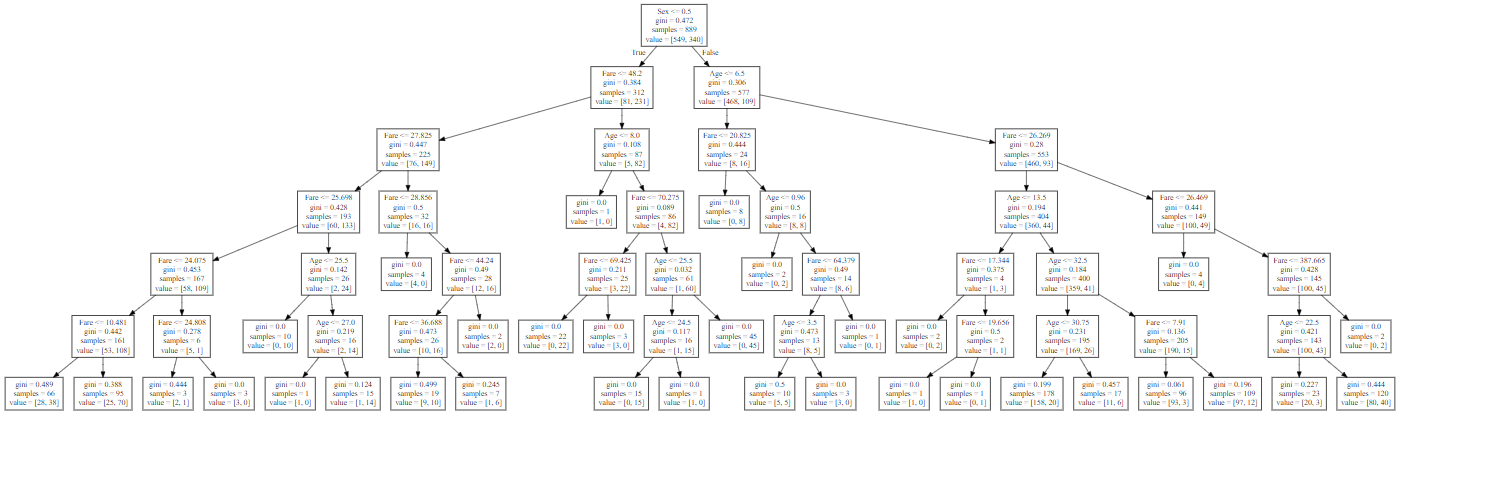 Sex <= 0.5
gini = 0.472
samples = 889
value = [549, 340]
True
False
Fare <= 48.2
gini = 0.384
samples = 312
value = [81, 231]
Age <= 6.5
gini = 0.306
samples = 577
value = [468, 109]
Fare <= 27.825
gini = 0.447
samples = 225
value = [76, 149]
Age <= 8.0
gini = 0.108
samples = 87
value = [5, 82]
Fare <= 20.825
gini = 0.444
samples = 24
value = [8, 16]
Fare <= 26.269
gini = 0.28
samples = 553
value = [460, 93]
Fare <= 25.698
gini = 0.428
samples = 193
value = [60, 133]
Fare <= 28.856
gini = 0.5
samples = 32
value = [16, 16]
gini = 0.0
samples = 1
value = [1, 0]
Fare <= 70.275
gini = 0.089
samples = 86
value = [4, 82]
gini = 0.0
samples = 8
value = [0, 8]
Age <= 0.96
gini = 0.5
samples = 16
value = [8, 8]
Age <= 13.5
gini = 0.194
samples = 404
value = [360, 44]
Fare <= 26.469
gini = 0.441
samples = 149
value = [100, 49]
Fare <= 24.075
gini = 0.453
samples = 167
value = [58, 109]
Age <= 25.5
gini = 0.142
samples = 26
value = [2, 24]
gini = 0.0
samples = 4
value = [4, 0]
Fare <= 44.24
gini = 0.49
samples = 28
value = [12, 16]
Fare <= 69.425
gini = 0.211
samples = 25
value = [3, 22]
Age <= 25.5
gini = 0.032
samples = 61
value = [1, 60]
gini = 0.0
samples = 2
value = [0, 2]
Fare <= 64.379
gini = 0.49
samples = 14
value = [8, 6]
Fare <= 17.344
gini = 0.375
samples = 4
value = [1, 3]
Age <= 32.5
gini = 0.184
samples = 400
value = [359, 41]
gini = 0.0
samples = 4
value = [0, 4]
Fare <= 387.665
gini = 0.428
samples = 145
value = [100, 45]
Fare <= 10.481
gini = 0.442
samples = 161
value = [53, 108]
Fare <= 24.808
gini = 0.278
samples = 6
value = [5, 1]
gini = 0.0
samples = 10
value = [0, 10]
Age <= 27.0
gini = 0.219
samples = 16
value = [2, 14]
Fare <= 36.688
gini = 0.473
samples = 26
value = [10, 16]
gini = 0.0
samples = 2
value = [2, 0]
gini = 0.0
samples = 22
value = [0, 22]
gini = 0.0
samples = 3
value = [3, 0]
Age <= 24.5
gini = 0.117
samples = 16
value = [1, 15]
gini = 0.0
samples = 45
value = [0, 45]
Age <= 3.5
gini = 0.473
samples = 13
value = [8, 5]
gini = 0.0
samples = 1
value = [0, 1]
gini = 0.0
samples = 2
value = [0, 2]
Fare <= 19.656
gini = 0.5
samples = 2
value = [1, 1]
Age <= 30.75
gini = 0.231
samples = 195
value = [169, 26]
Fare <= 7.91
gini = 0.136
samples = 205
value = [190, 15]
Age <= 22.5
gini = 0.421
samples = 143
value = [100, 43]
gini = 0.0
samples = 2
value = [0, 2]
gini = 0.489
samples = 66
value = [28, 38]
gini = 0.388
samples = 95
value = [25, 70]
gini = 0.444
samples = 3
value = [2, 1]
gini = 0.0
samples = 3
value = [3, 0]
gini = 0.0
samples = 1
value = [1, 0]
gini = 0.124
samples = 15
value = [1, 14]
gini = 0.499
samples = 19
value = [9, 10]
gini = 0.245
samples = 7
value = [1, 6]
gini = 0.0
samples = 15
value = [0, 15]
gini = 0.0
samples = 1
value = [1, 0]
gini = 0.5
samples = 10
value = [5, 5]
gini = 0.0
samples = 3
value = [3, 0]
gini = 0.0
samples = 1
value = [1, 0]
gini = 0.0
samples = 1
value = [0, 1]
gini = 0.199
samples = 178
value = [158, 20]
gini = 0.457
samples = 17
value = [11, 6]
gini = 0.061
samples = 96
value = [93, 3]
gini = 0.196
samples = 109
value = [97, 12]
gini = 0.227
samples = 23
value = [20, 3]
gini = 0.444
samples = 120
value = [80, 40]